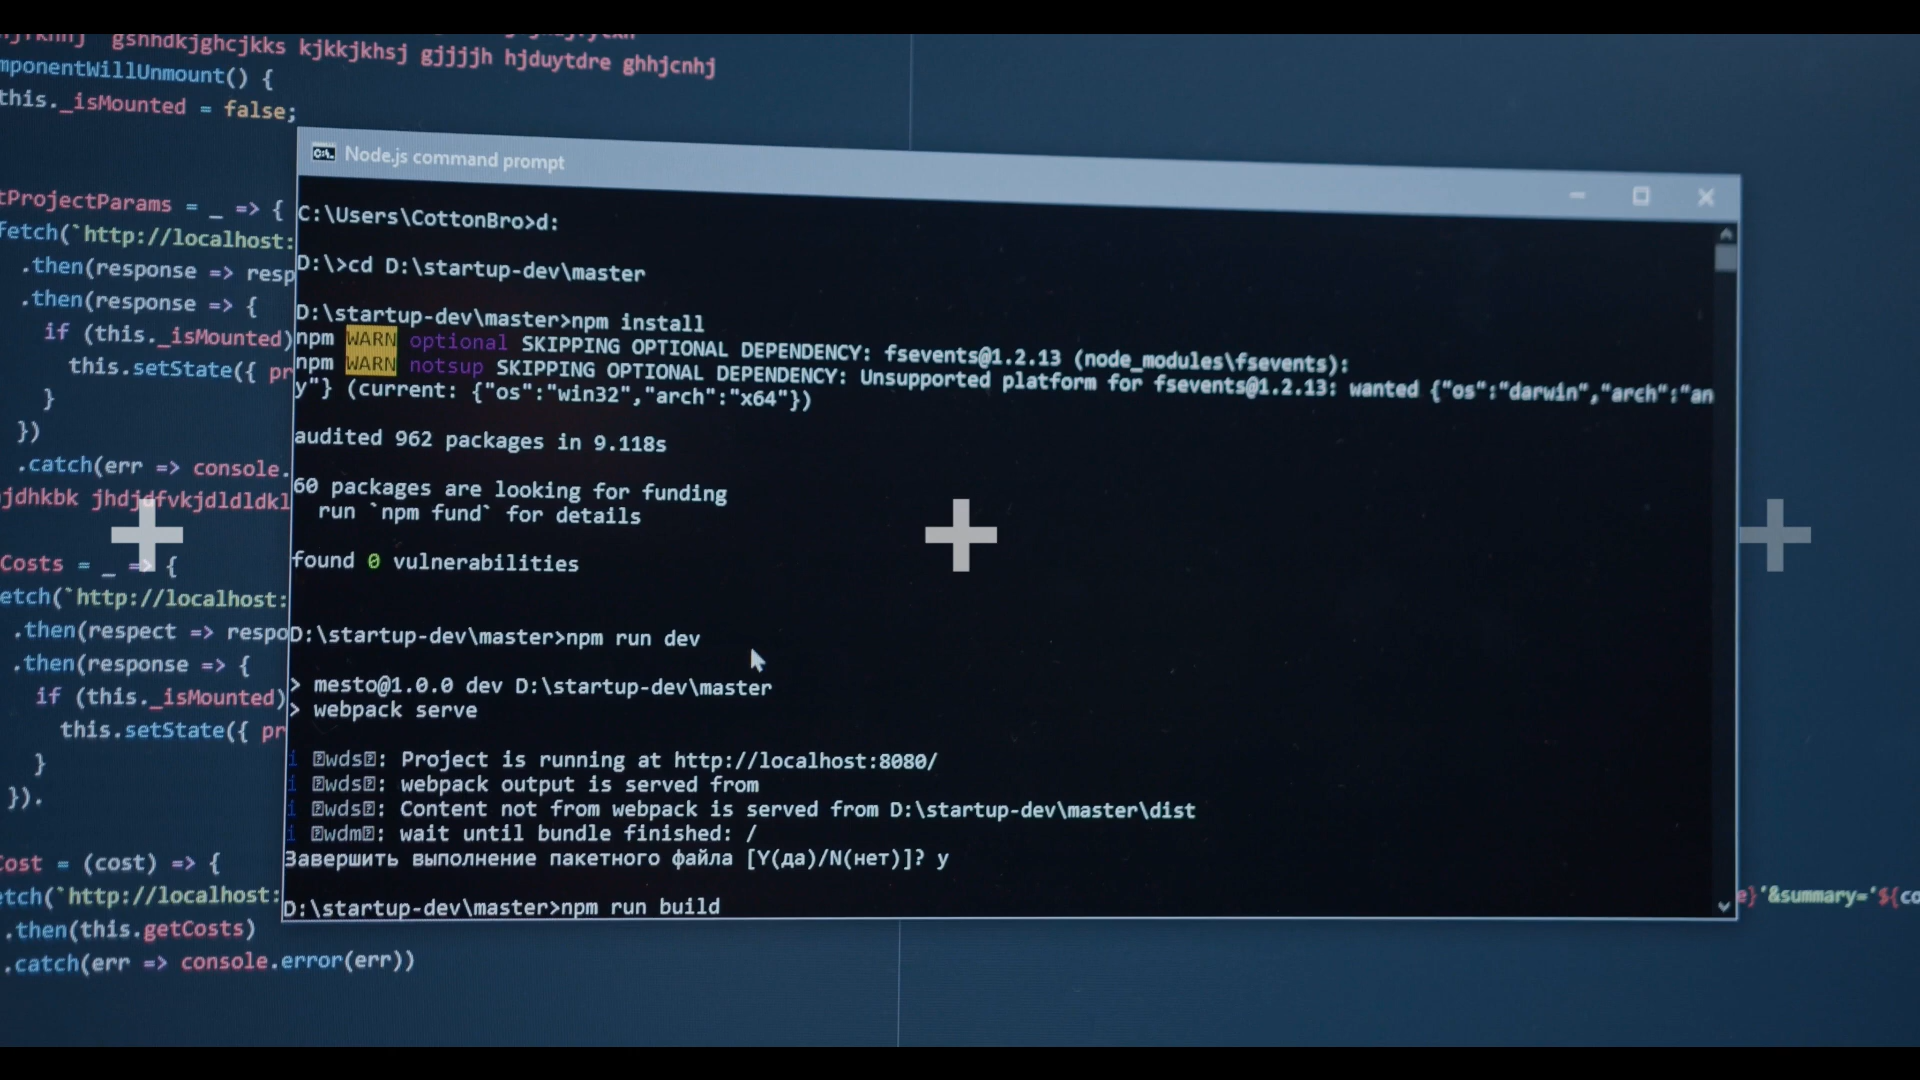 gshhdkjghcjkks kjkkjkhsj gjjjjh hjduytdre ghhjcnhj
mponentWillUnmount() {
this._isMounted = false;
tProjectParams = _ => {
fetch(`http://localhost:
.then(response => resp
.then(response => {
if (this._isMounted)
this.setState({ pr
}
})
.catch(err => console.
jdhkbk jhdjdfvkjdldldkl
Costs = _ => {
etch(`http://localhost:
.then(respect => respo
.then(response => {
if (this._isMounted)
this.setState({ pr
}
}).
Cost = (cost) => {
etch(`http://localhost:
.then(this.getCosts)
.catch(err => console.error(err))
Node.js command prompt
C:\Users\CottonBro>d:
D:\>cd D:\startup-dev\master
D:\startup-dev\master>npm install
npm WARN optional SKIPPING OPTIONAL DEPENDENCY: fsevents@1.2.13 (node_modules\fsevents):
npm WARN notsup SKIPPING OPTIONAL DEPENDENCY: Unsupported platform for fsevents@1.2.13: wanted {"os":"darwin","arch":"an
y"} (current: {"os":"win32","arch":"x64"})
audited 962 packages in 9.118s
60 packages are looking for funding
run `npm fund` for details
found 0 vulnerabilities
D:\startup-dev\master>npm run dev
> mesto@1.0.0 dev D:\startup-dev\master
> webpack serve
i ｢wds｣: Project is running at http://localhost:8080/
i ｢wds｣: webpack output is served from
i ｢wds｣: Content not from webpack is served from D:\startup-dev\master\dist
i ｢wdm｣: wait until bundle finished: /
Завершить выполнение пакетного файла [Y(да)/N(нет)]? y
D:\startup-dev\master>npm run build
e}'&summary='${co